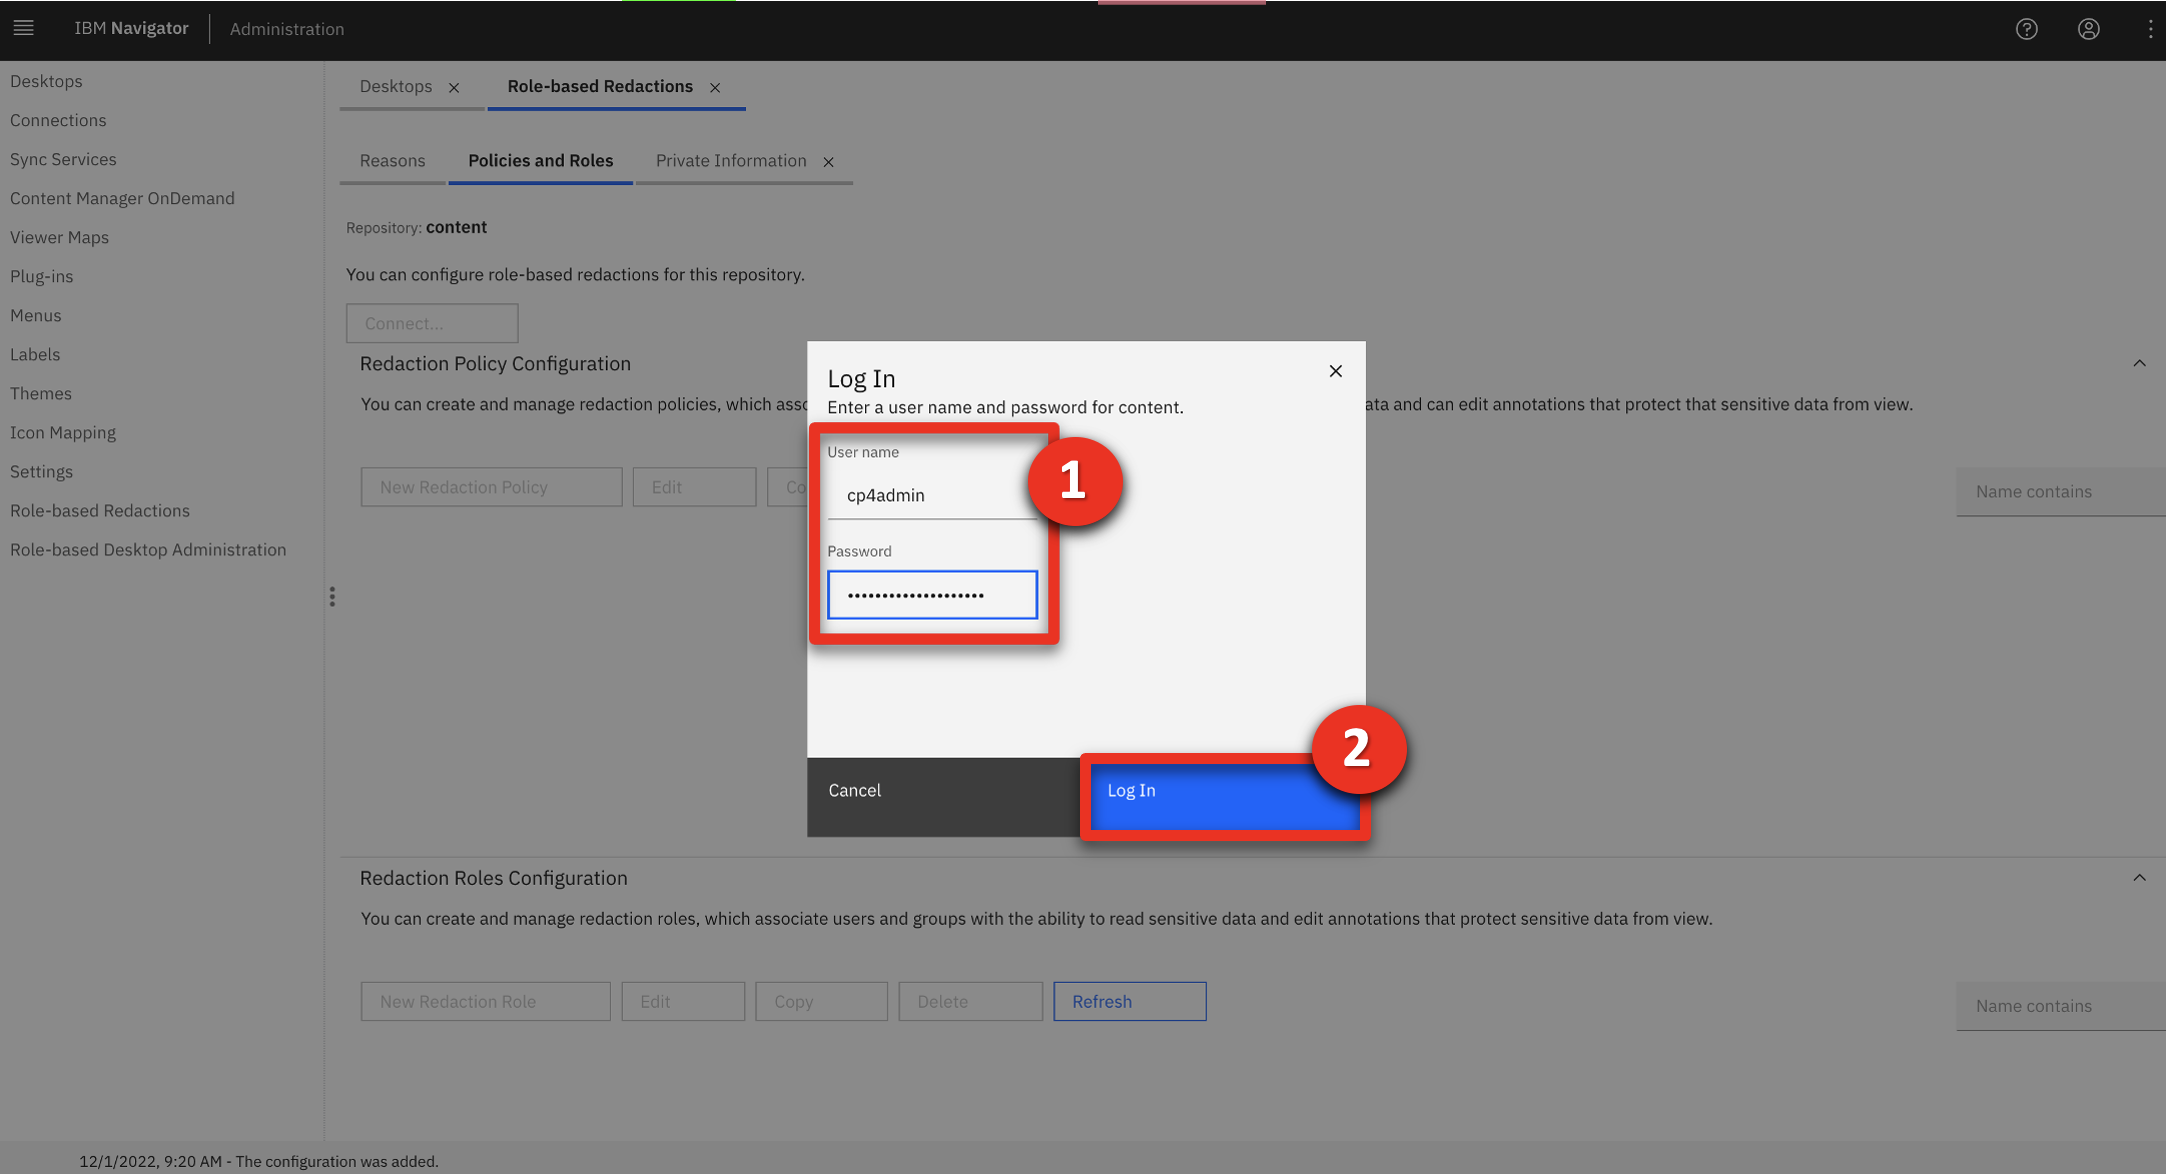 IBM Navigator Administration
Desktops
Connections
Sync Services
Content Manager OnDemand
Viewer Maps
Plug-ins
Menus
Labels
Themes
Icon Mapping
Settings
Role-based Redactions
Role-based Desktop Administration
Desktops Role-based Redactions
Reasons Policies and Roles Private Information
Repository: content
You can configure role-based redactions for this repository.
Connect...
Redaction Policy Configuration
You can create and manage redaction policies, which asso ata and can edit annotations that protect that sensitive data from view.
New Redaction Policy Edit Co Name contains
Log In
Enter a user name and password for content.
User name
cp4admin
1
Password
2
Cancel Log In
Redaction Roles Configuration
You can create and manage redaction roles, which associate users and groups with the ability to read sensitive data and edit annotations that protect sensitive data from view.
New Redaction Role Edit Copy Delete Refresh Name contains
12/1/2022, 9:20 AM - The configuration was added.